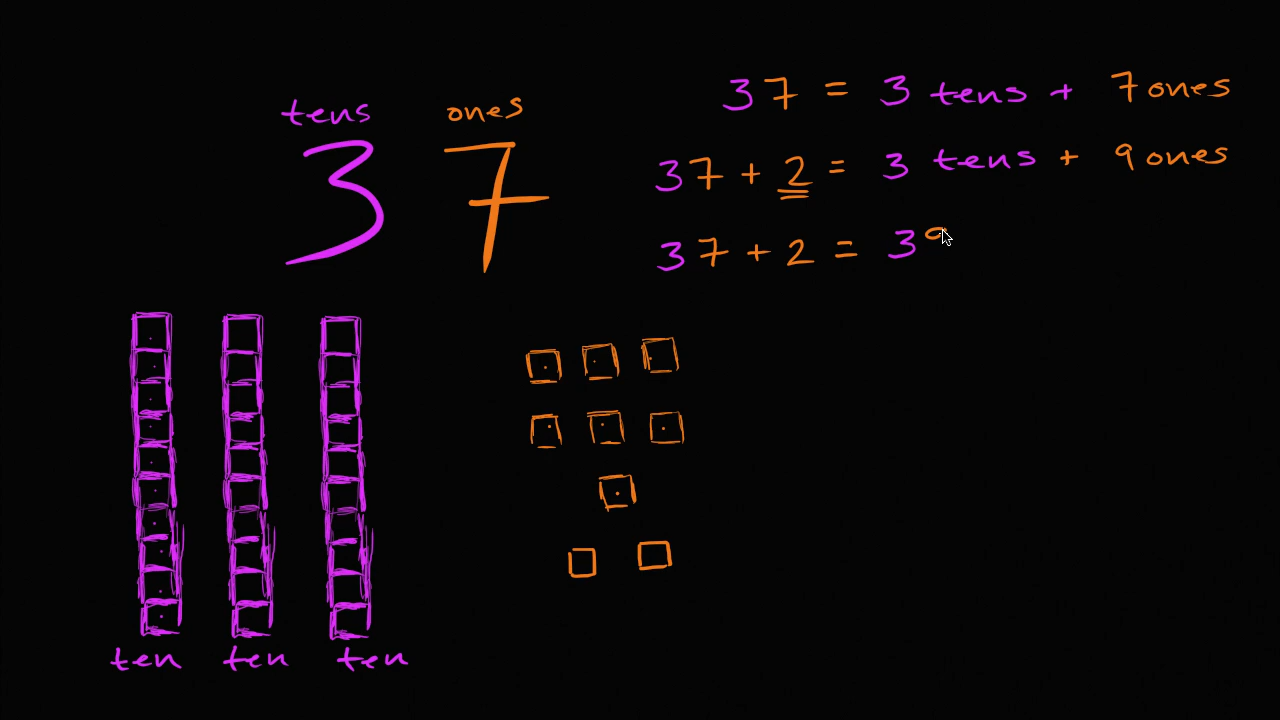 tens ones
3 7
37 = 3 tens + 7 ones
37 + 2 = 3 tens + 9 ones
37 + 2 = 39
ten ten ten